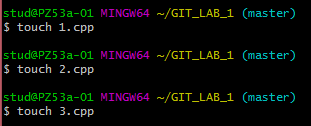 stud@PZ53a-01 MINGW64 ~/GIT_LAB_1 (master)
$ touch 1.cpp
stud@PZ53a-01 MINGW64 ~/GIT_LAB_1 (master)
$ touch 2.cpp
stud@PZ53a-01 MINGW64 ~/GIT_LAB_1 (master)
$ touch 3.cpp